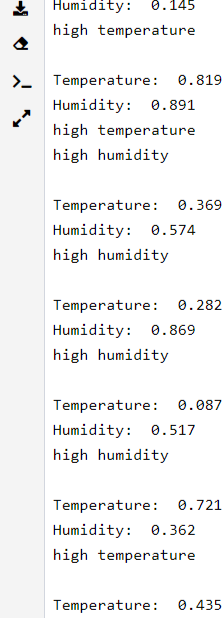 Humidity:  0.145
high temperature

Temperature:  0.819
Humidity:  0.891
high temperature
high humidity

Temperature:  0.369
Humidity:  0.574
high humidity

Temperature:  0.282
Humidity:  0.869
high humidity

Temperature:  0.087
Humidity:  0.517
high humidity

Temperature:  0.721
Humidity:  0.362
high temperature

Temperature:  0.435